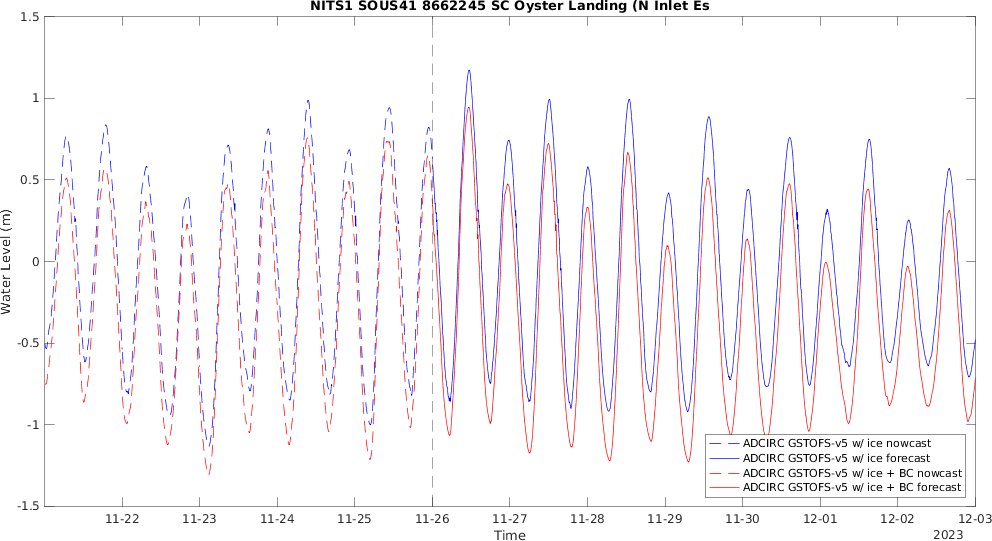 NITS1 SOUS41 8662245 SC Oyster Landing (N Inlet Es
Water Level (m)
1.5
1
0.5
0
-0.5
-1
-1.5
11-22 11-23 11-24 11-25 11-26 11-27 11-28 11-29 11-30 12-01 12-02 12-03
Time
2023
ADCIRC GSTOFS-v5 w/ ice nowcast
ADCIRC GSTOFS-v5 w/ ice forecast
ADCIRC GSTOFS-v5 w/ ice + BC nowcast
ADCIRC GSTOFS-v5 w/ ice + BC forecast